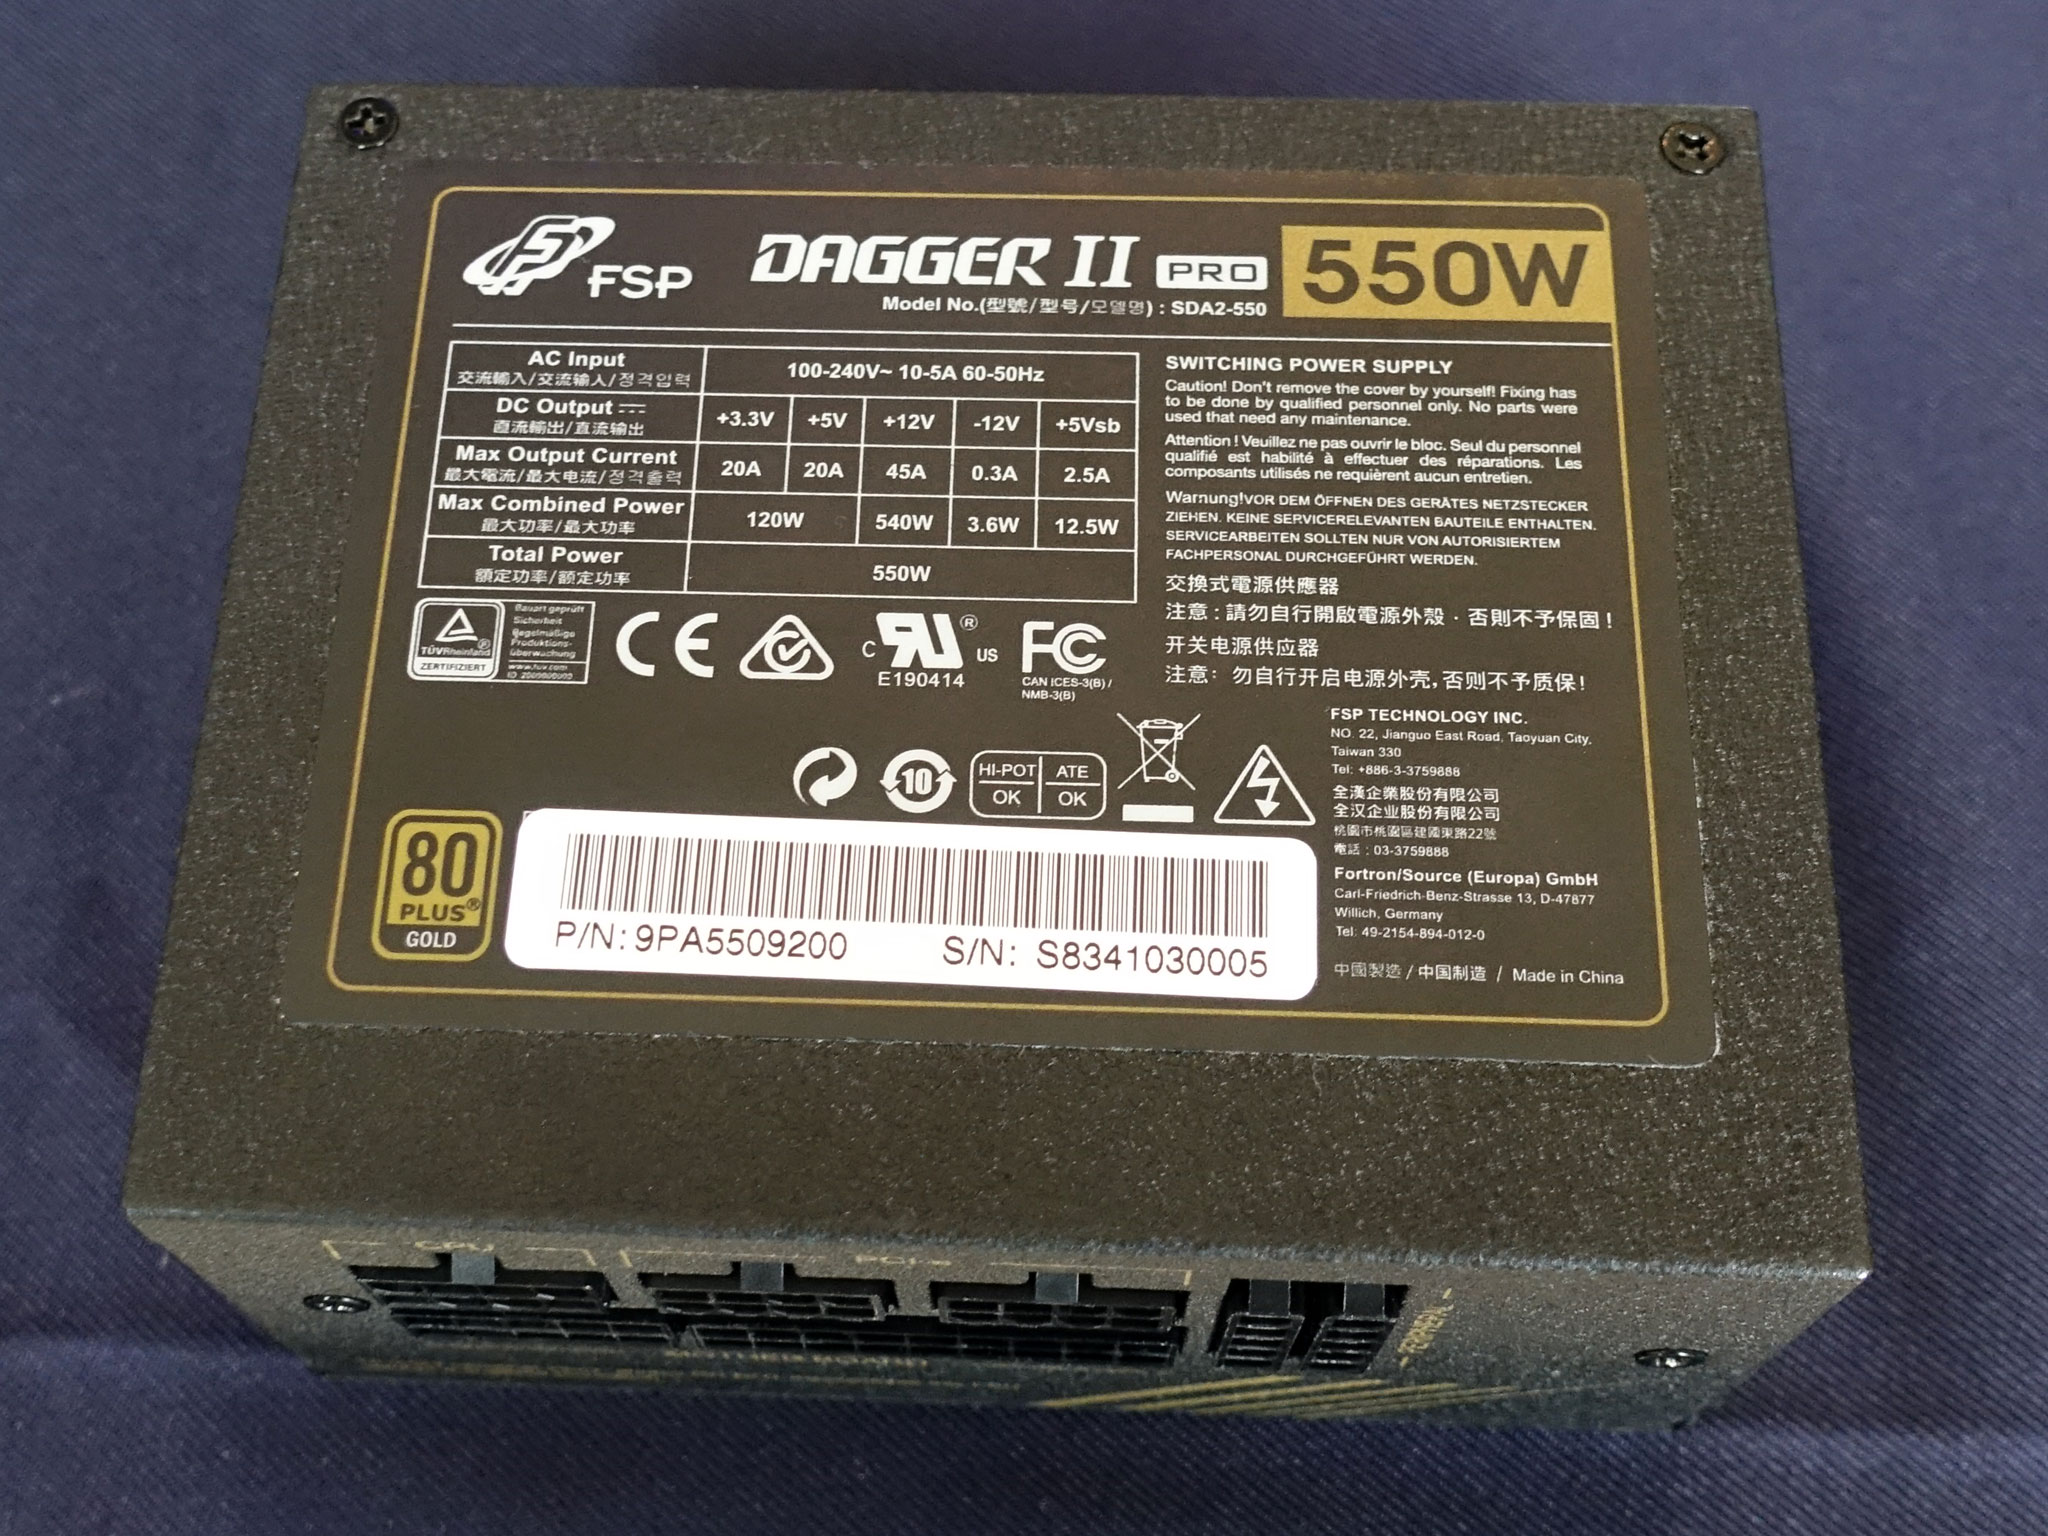 FSP
DAGGER II PRO 550W
Model No.(型號/型号/모델명) : SDA2-550
AC Input
交流輸入/交流输入/정격입력
100-240V~ 10-5A 60-50Hz
DC Output
直流輸出/直流输出
+3.3V +5V +12V -12V +5Vsb
Max Output Current
最大電流/最大电流/정격출력
20A 20A 45A 0.3A 2.5A
Max Combined Power
最大功率/最大功率
120W 540W 3.6W 12.5W
Total Power
額定功率/额定功率
550W
SWITCHING POWER SUPPLY
Caution! Don't remove the cover by yourself! Fixing has
to be done by qualified personnel only. No parts were
used that need any maintenance.
Attention ! Veuillez ne pas ouvrir le bloc. Seul du personnel
qualifié est habilité à effectuer des réparations. Les
composants utilisés ne requièrent aucun entretien.
Warnung!VOR DEM ÖFFNEN DES GERÄTES NETZSTECKER
ZIEHEN. KEINE SERVICERELEVANTEN BAUTEILE ENTHALTEN.
SERVICEARBEITEN SOLLTEN NUR VON AUTORISIERTEM
FACHPERSONAL DURCHGEFÜHRT WERDEN.
交換式電源供應器
注意 : 請勿自行開啟電源外殼．否則不予保固！
开关电源供应器
注意： 勿自行开启电源外壳，否则不予质保！
TÜVRheinland®
ZERTIFIZIERT
Bauart geprüft
Sicherheit
Regelmäßige
Produktions-
überwachung
www.tuv.com
CE
C UR ® US
E190414
FC
CAN ICES-3(B) /
NMB-3(B)
10
HI-POT ATE
OK OK
FSP TECHNOLOGY INC.
NO. 22, Jianguo East Road, Taoyuan City,
Taiwan 330
Tel: +886-3-3759888
全漢企業股份有限公司
全汉企业股份有限公司
桃園市桃園區建國東路22號
電話 : 03-3759888
Fortron/Source (Europa) GmbH
Carl-Friedrich-Benz-Strasse 13, D-47877
Willich, Germany
Tel: 49-2154-894-012-0
中國製造 / 中国制造 / Made in China
80
PLUS®
GOLD
P/N: 9PA5509200 S/N: S8341030005
CPU
PCI-e